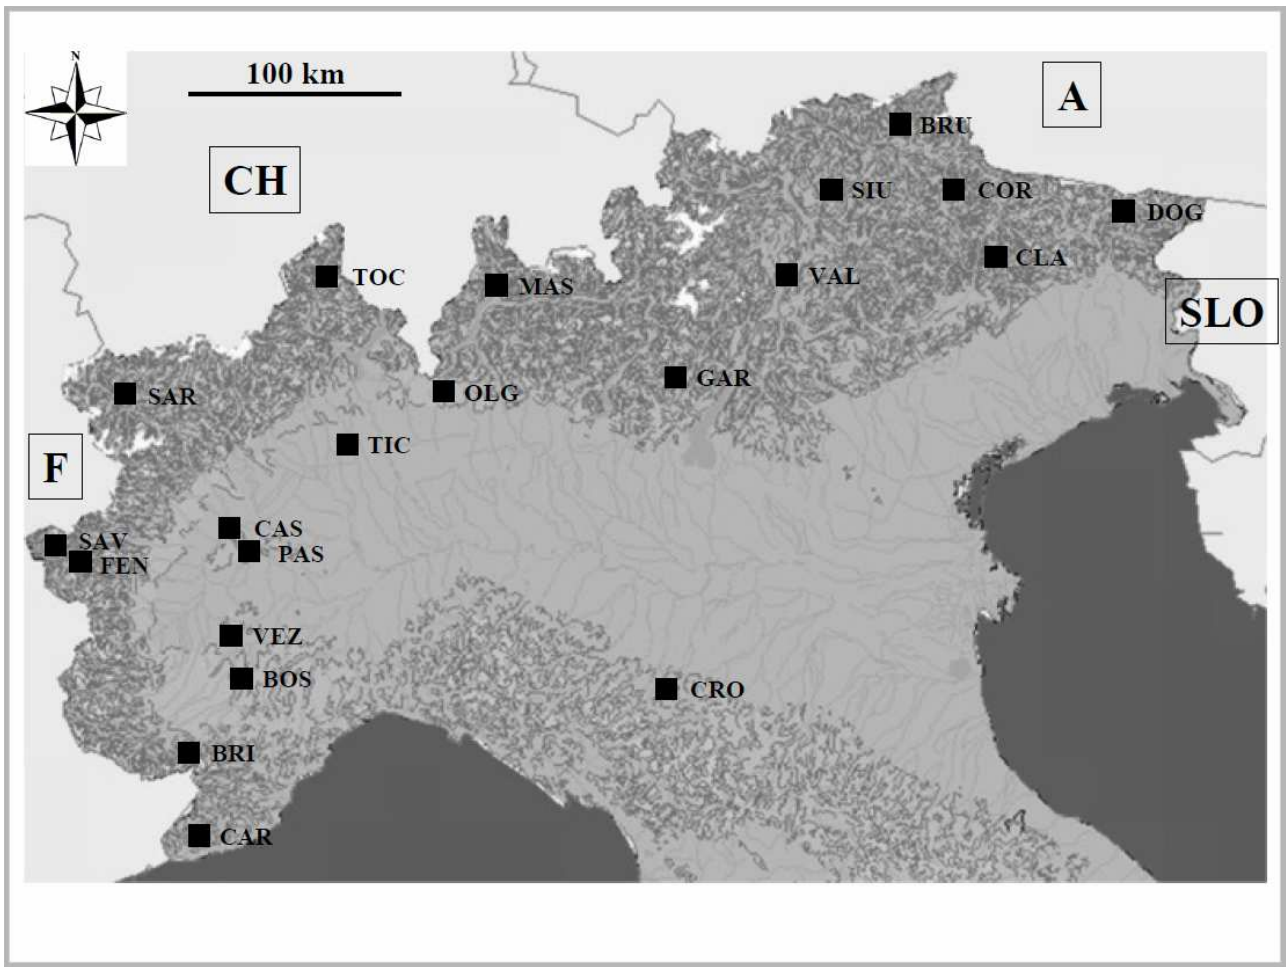 N
100 km
A
BRU
CH
SIU
COR
DOG
CLA
TOC
VAL
MAS
SLO
GAR
SAR
OLG
TIC
F
CAS
SAV
PAS
FEN
VEZ
BOS
CRO
BRI
CAR